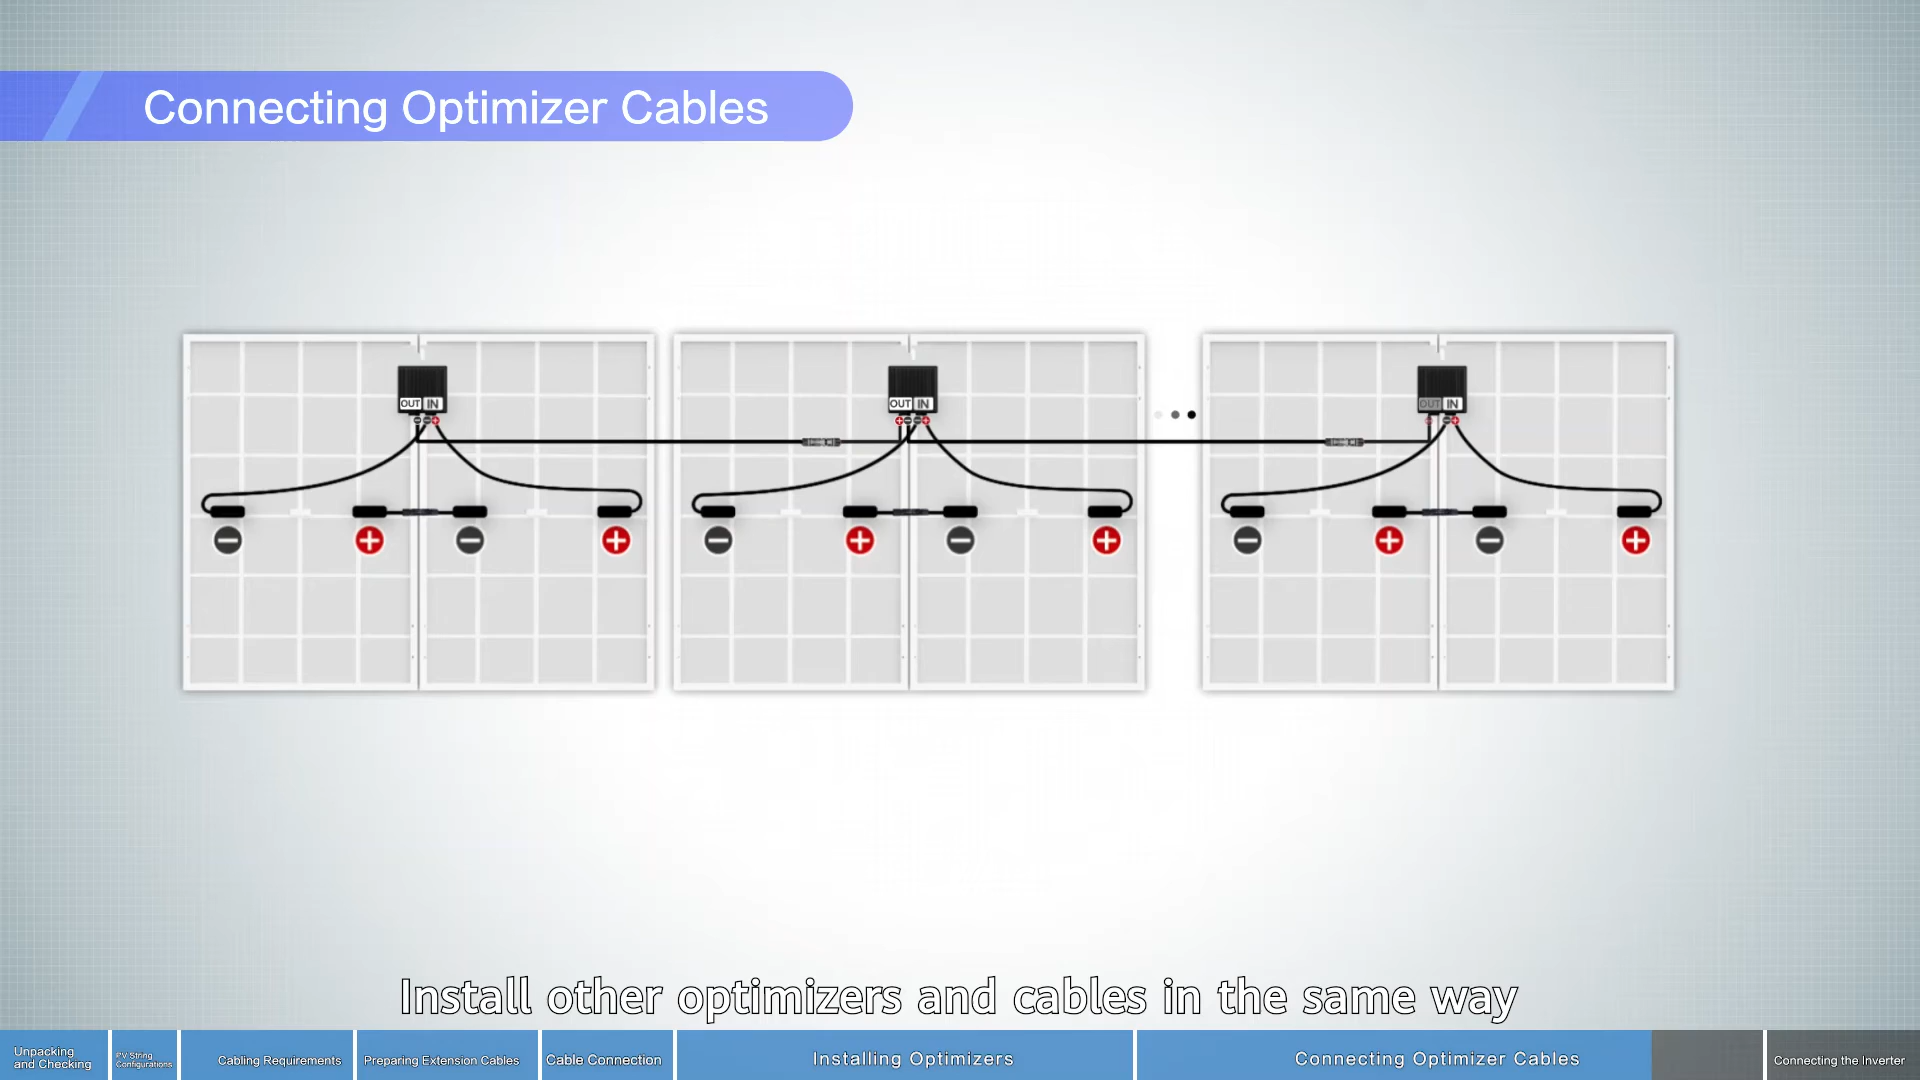 Connecting Optimizer Cables
OUT IN
OUT IN
OUT IN
Install other optimizers and cables in the same way
Unpacking
and Checking
PV String
Configurations
Cabling Requirements
Preparing Extension Cables
Cable Connection
Installing Optimizers
Connecting Optimizer Cables
Connecting the Inverter